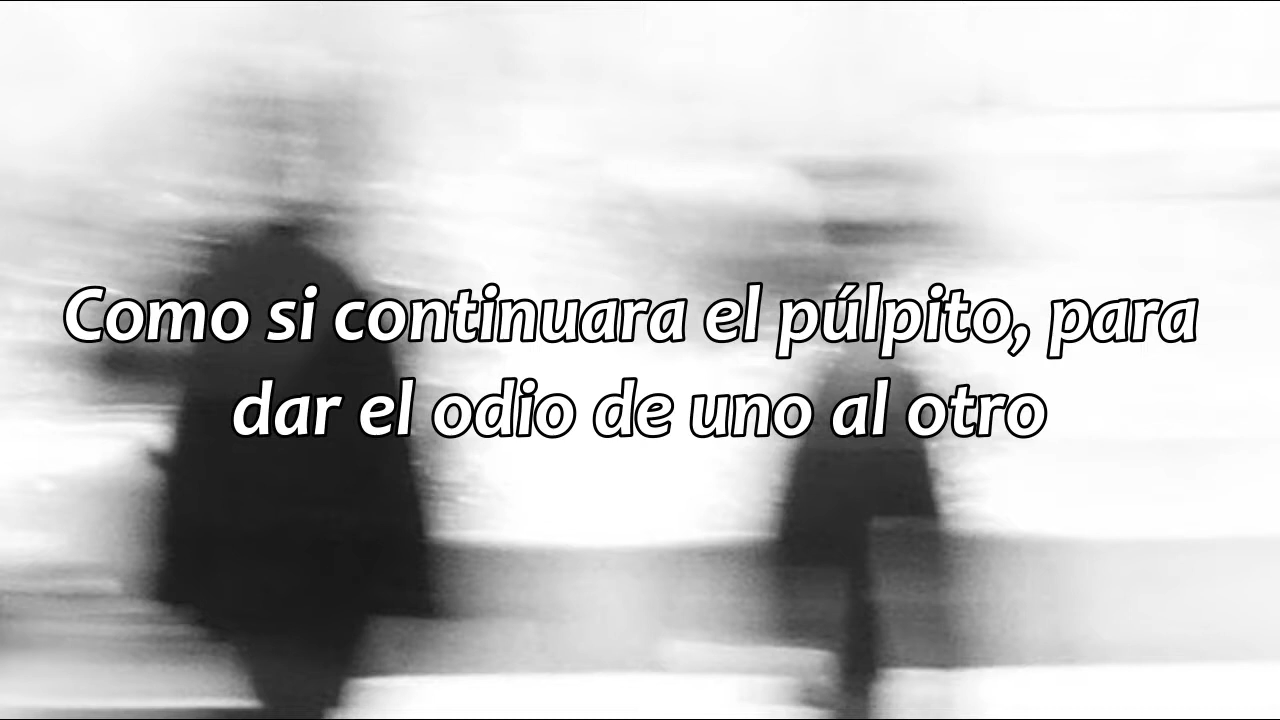 Como si continuara el púlpito, para
dar el odio de uno al otro